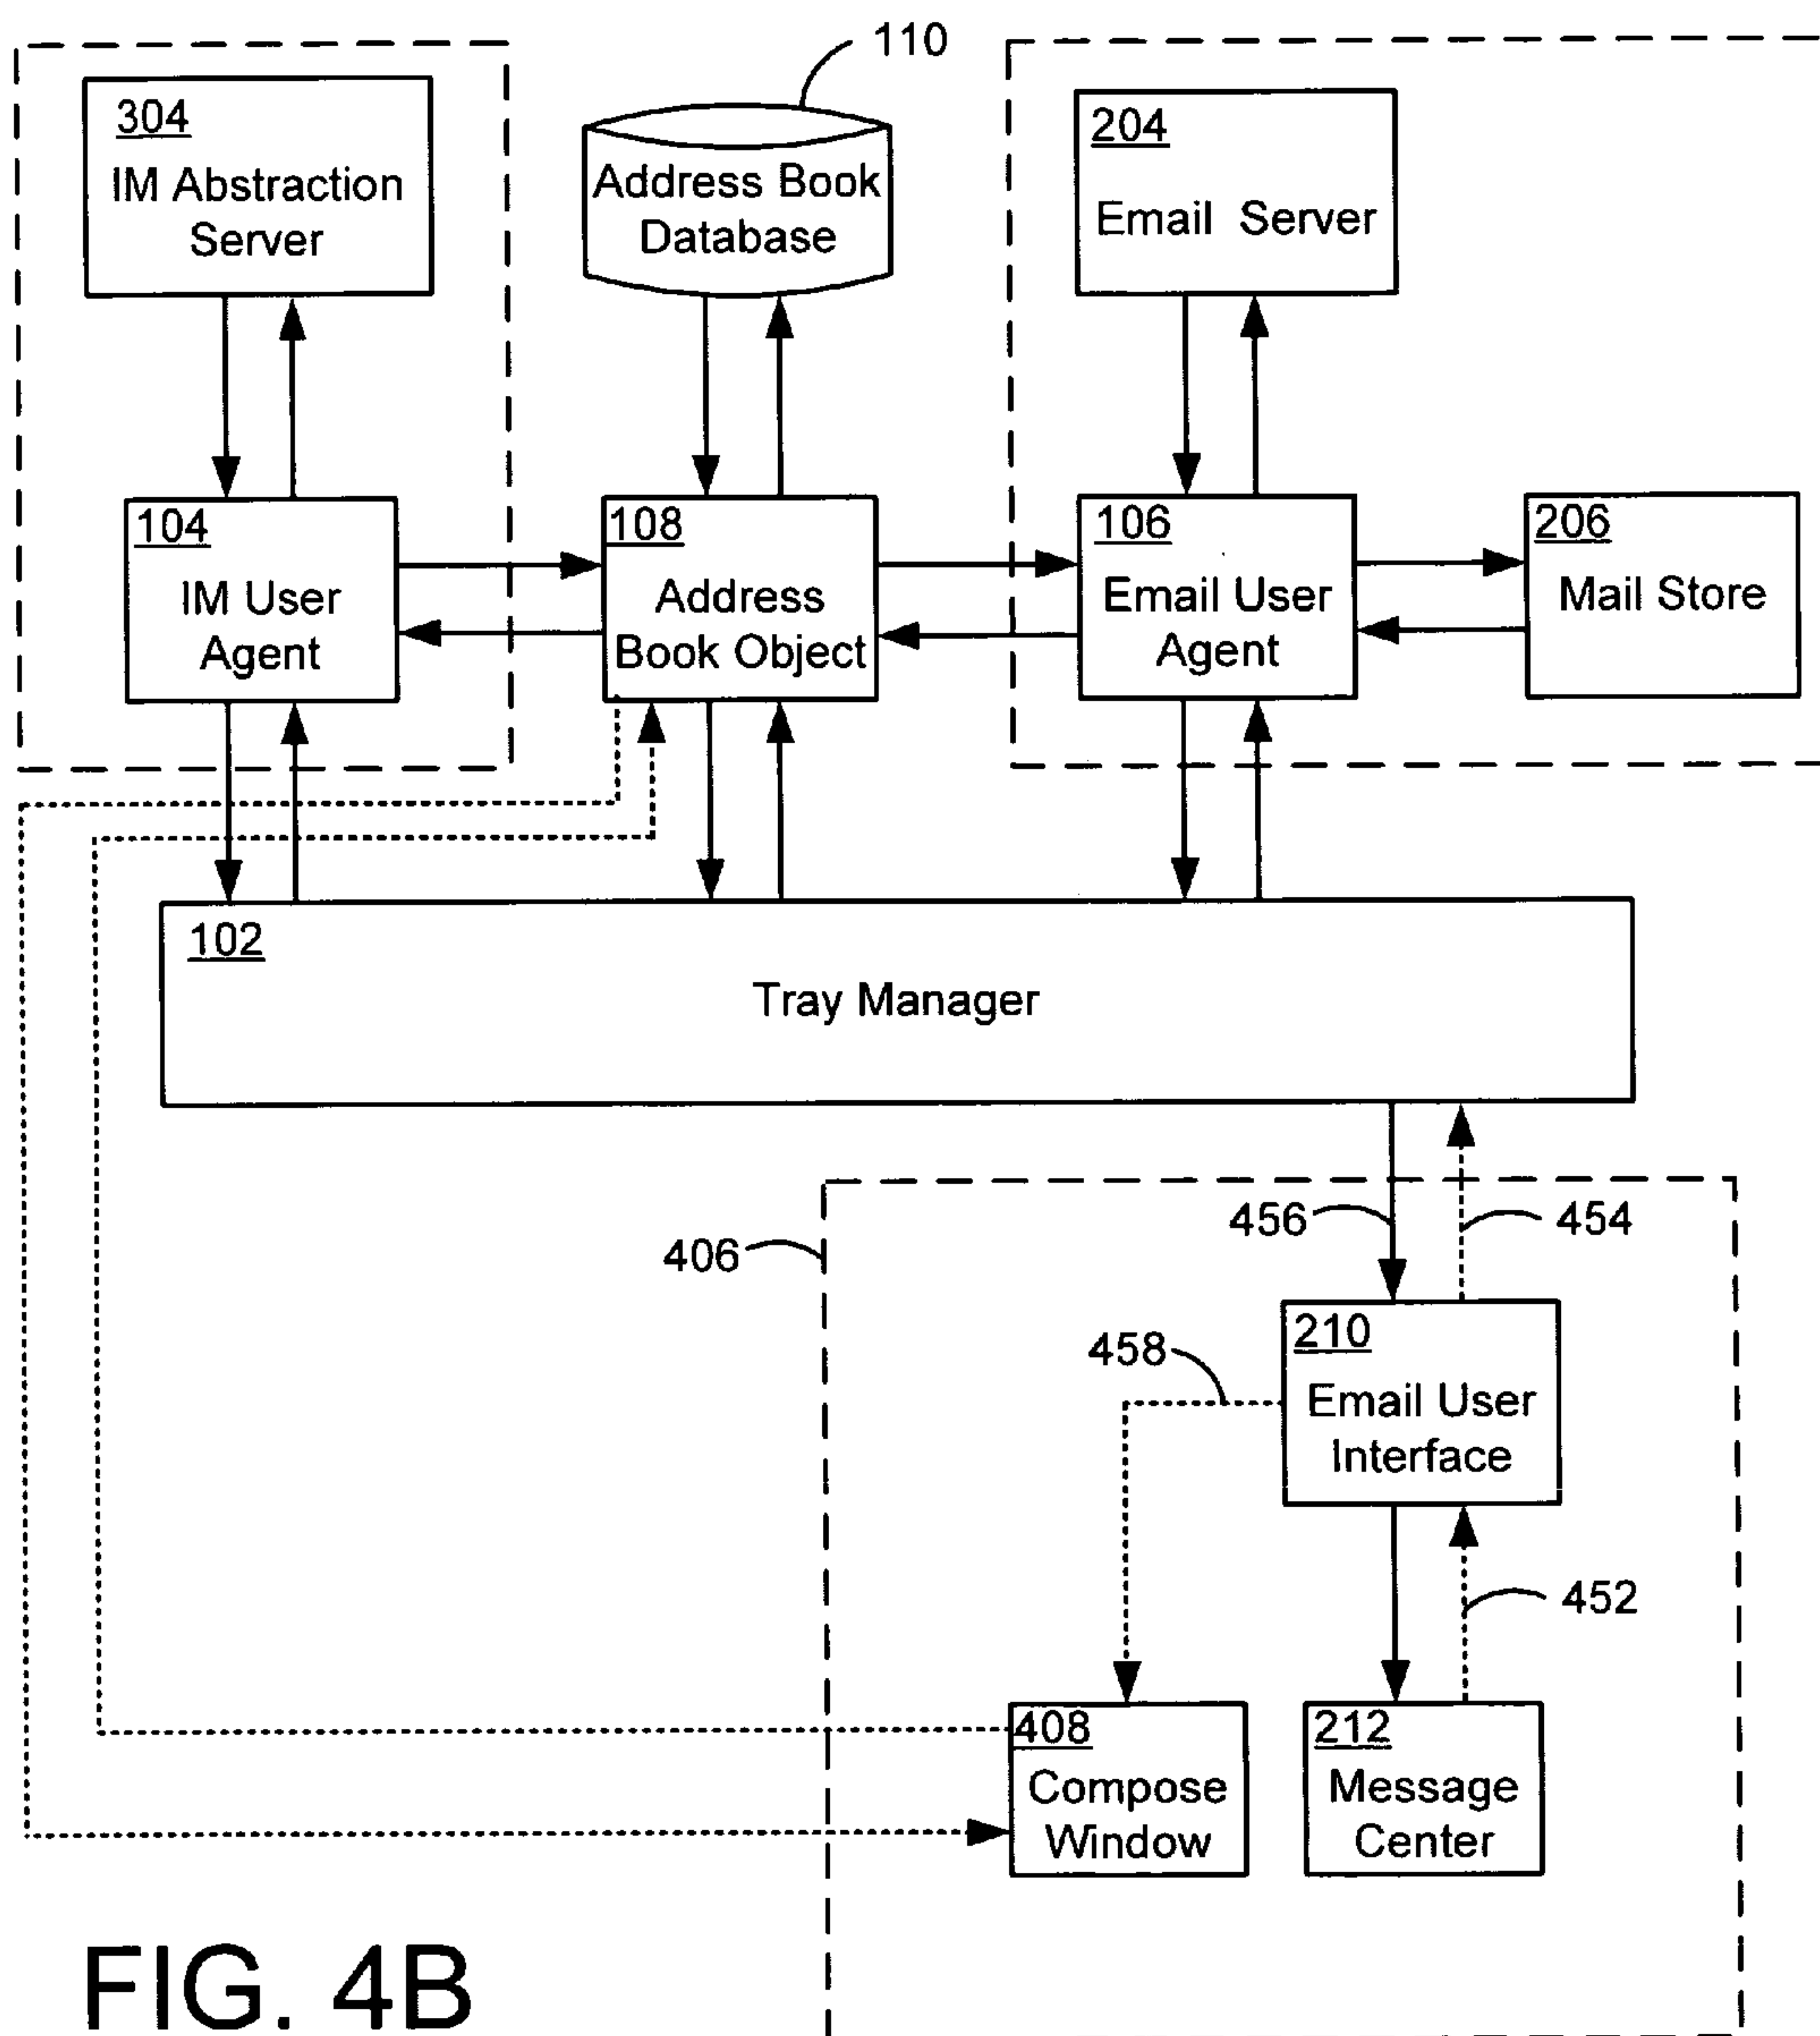 110
304
IM Abstraction
Server
Address Book
Database
204
Email Server
104
IM User
Agent
108
Address
Book Object
106
Email User
Agent
206
Mail Store
102
Tray Manager
406
456
454
210
Email User
Interface
458
452
408
Compose
Window
212
Message
Center
FIG. 4B